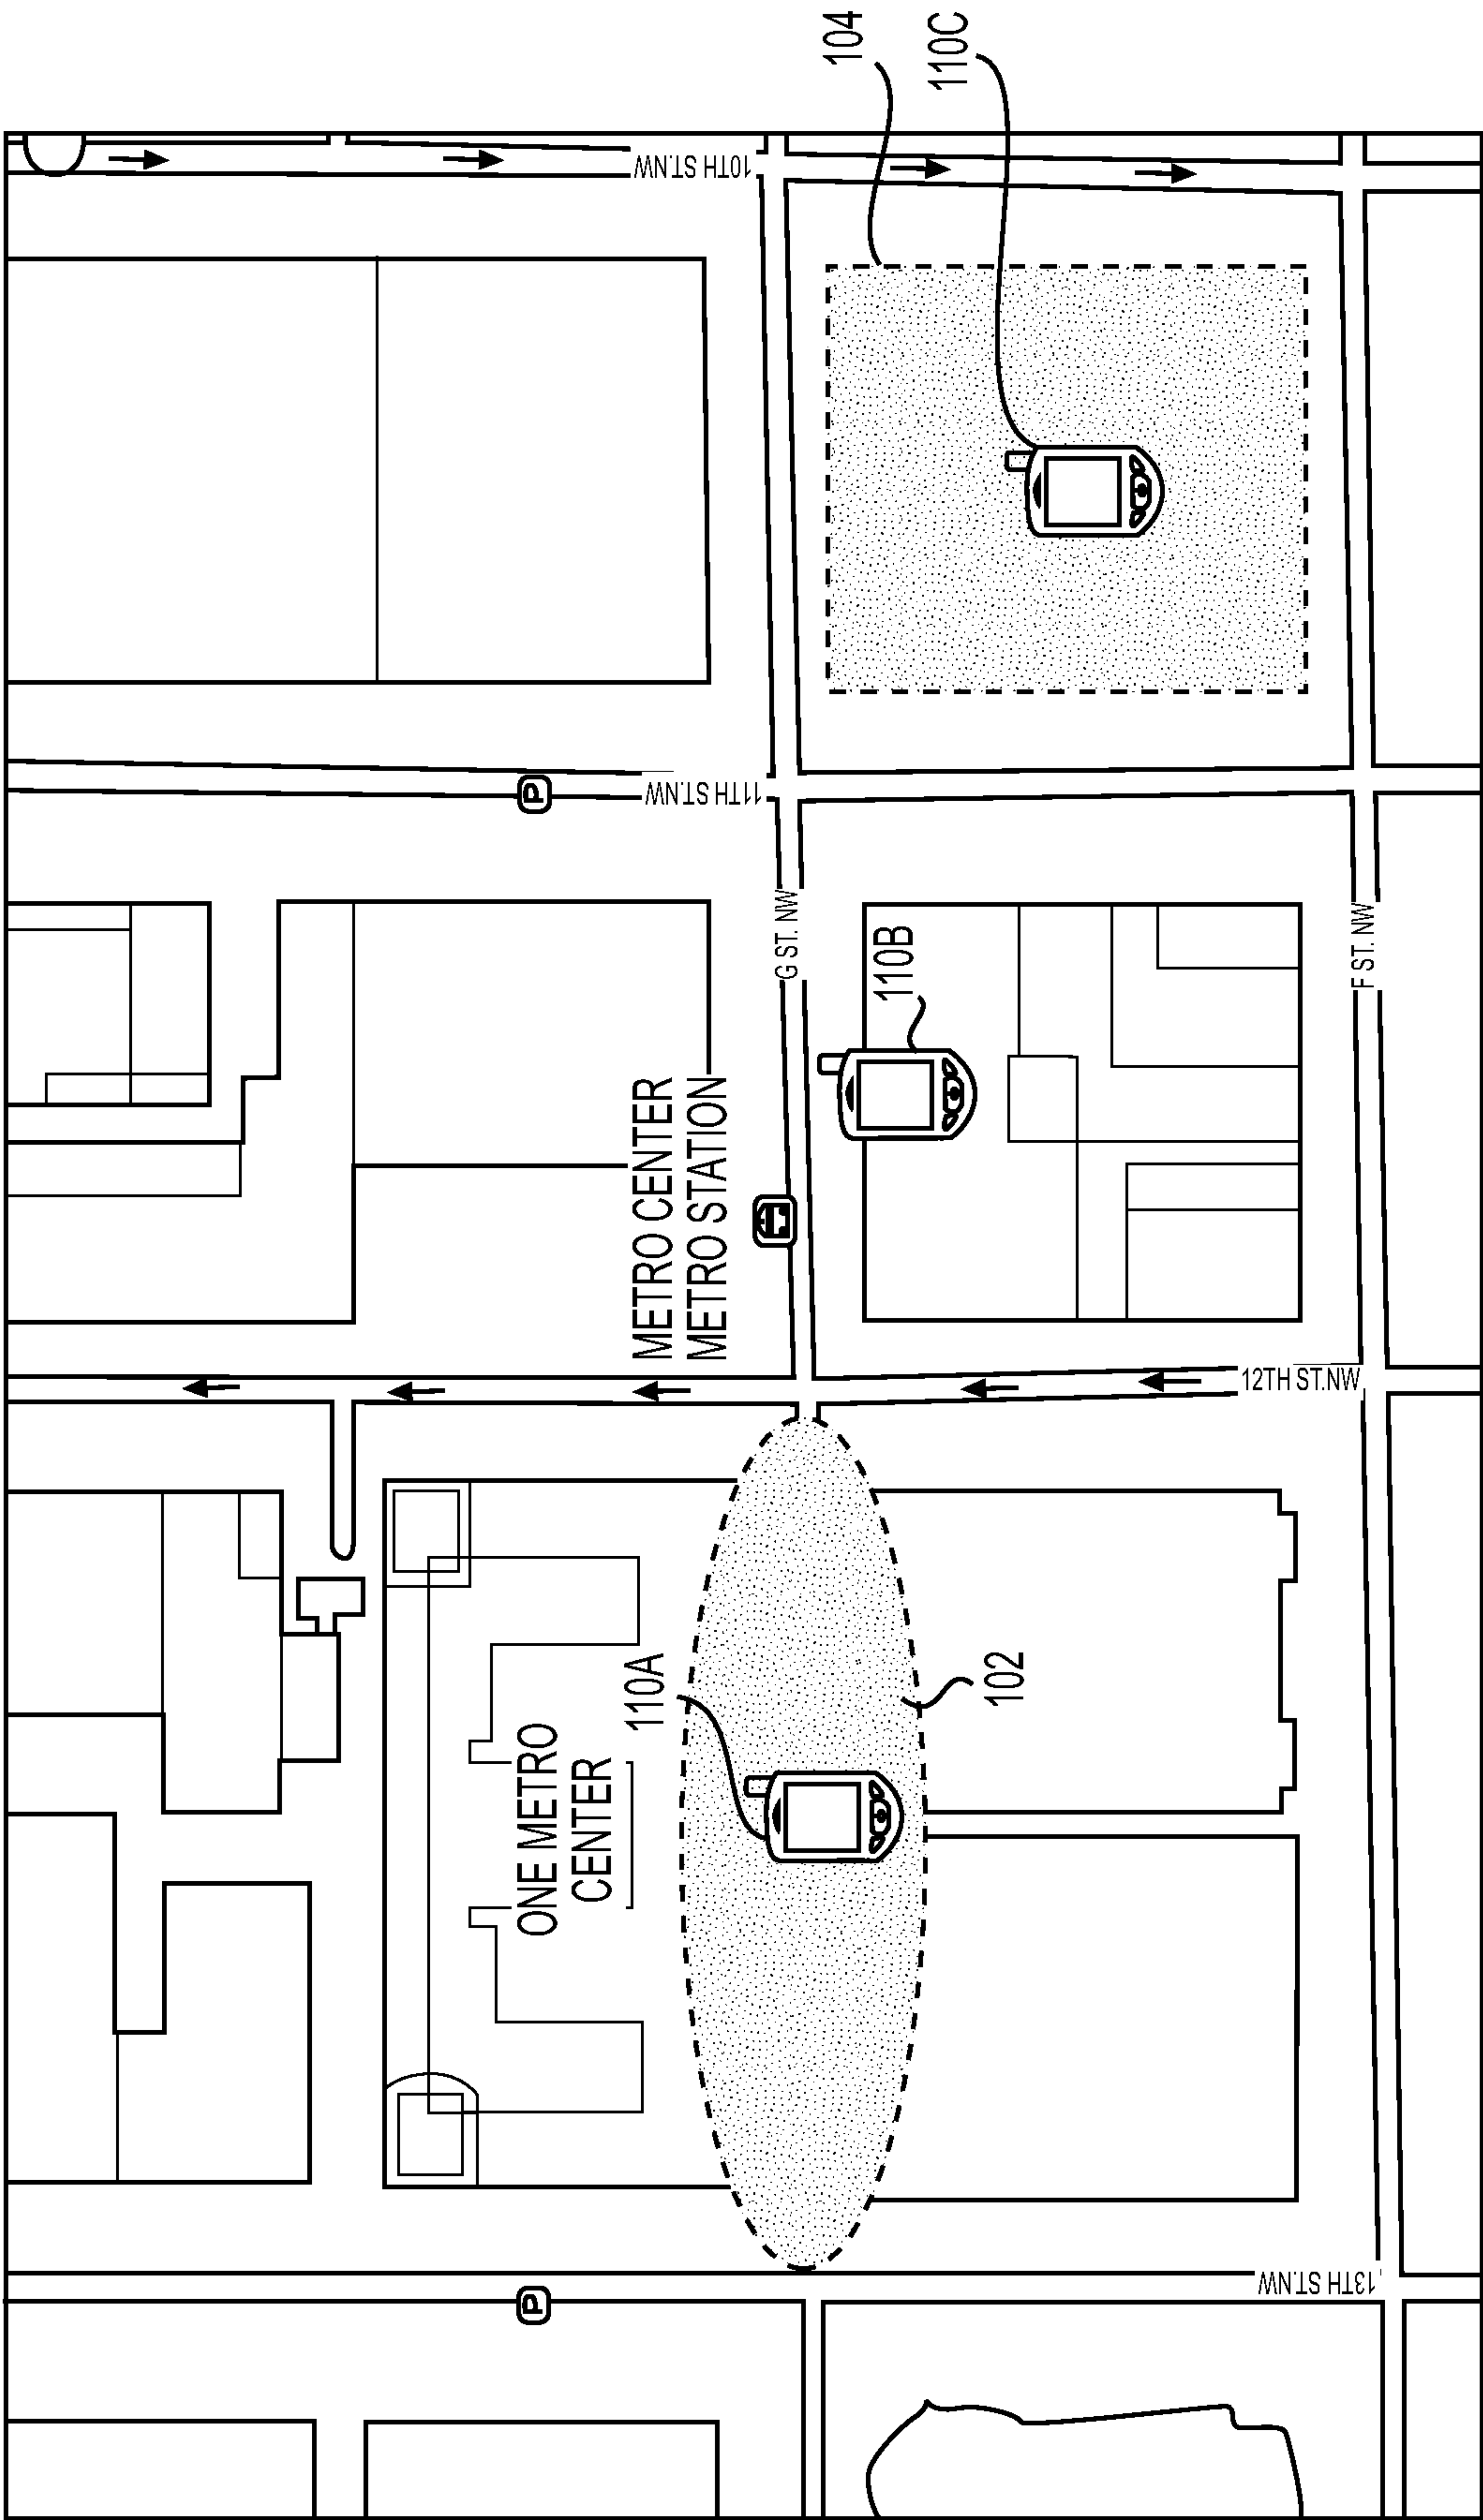 104
110C
10TH ST.NW
P
11TH ST.NW
G ST. NW
F ST. NW
110B
METRO CENTER
METRO STATION
12TH ST.NW
110A
102
ONE METRO
CENTER
P
13TH ST.NW